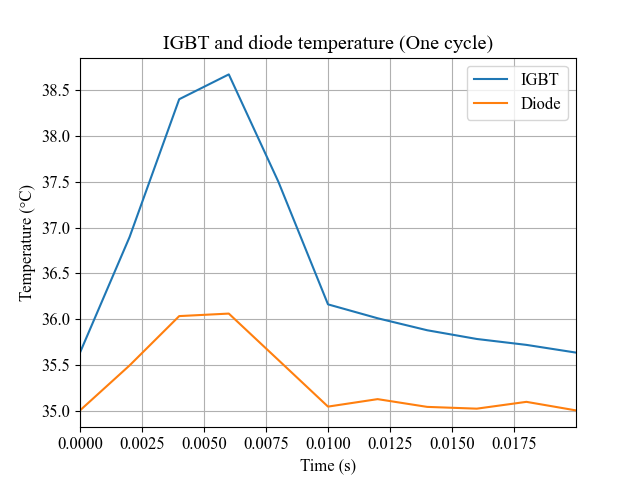 IGBT and diode temperature (One cycle)
IGBT
Diode
Temperature (°C)
38.5
38.0
37.5
37.0
36.5
36.0
35.5
35.0
0.0000 0.0025 0.0050 0.0075 0.0100 0.0125 0.0150 0.0175
Time (s)